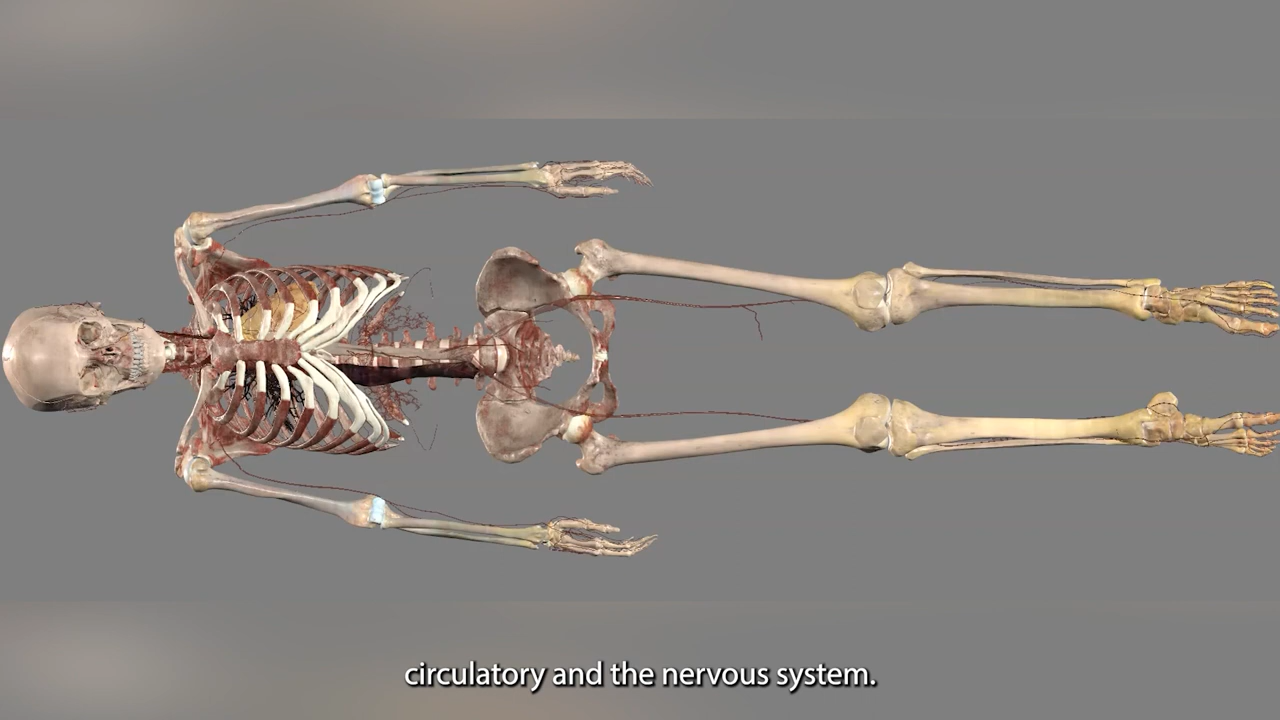 circulatory and the nervous system.